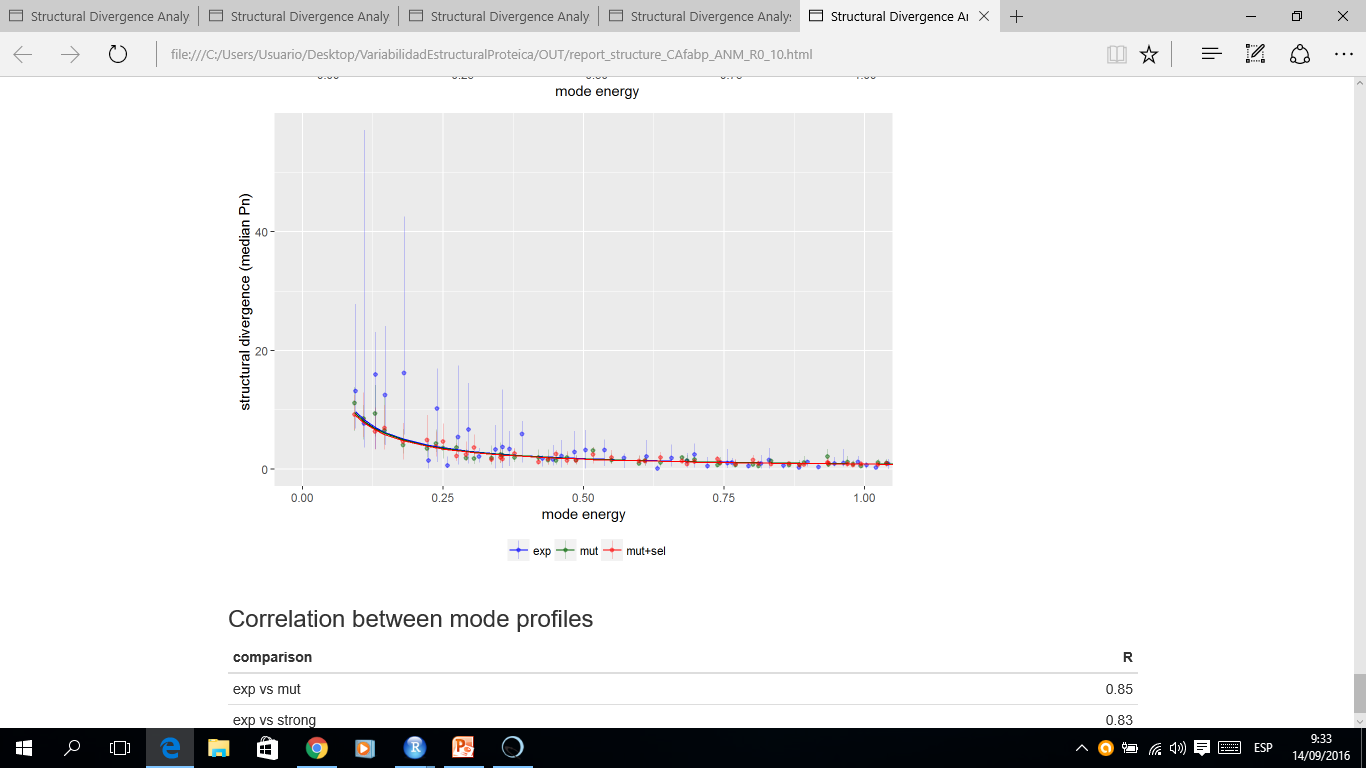 Structural Divergence Analy
Structural Divergence Analy
Structural Divergence Analy
Structural Divergence Analy
Structural Divergence Ar
file:///C:/Users/Usuario/Desktop/VariabilidadEstructuralProteica/OUT/report_structure_CAfabp_ANM_R0_10.html
mode energy
structural divergence (median Pn)
40
20
0
0.00 0.25 0.50 0.75 1.00
mode energy
exp mut mut+sel
Correlation between mode profiles
comparison R
exp vs mut 0.85
exp vs strong 0.83
ESP
9:33
14/09/2016